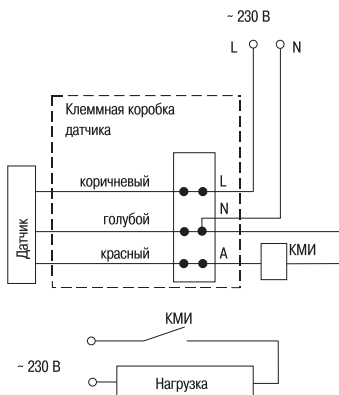 ~ 230 В
L N
Клеммная коробка
датчика
коричневый L
голубой N
красный A
Датчик
КМИ
КМИ
~ 230 В
Нагрузка